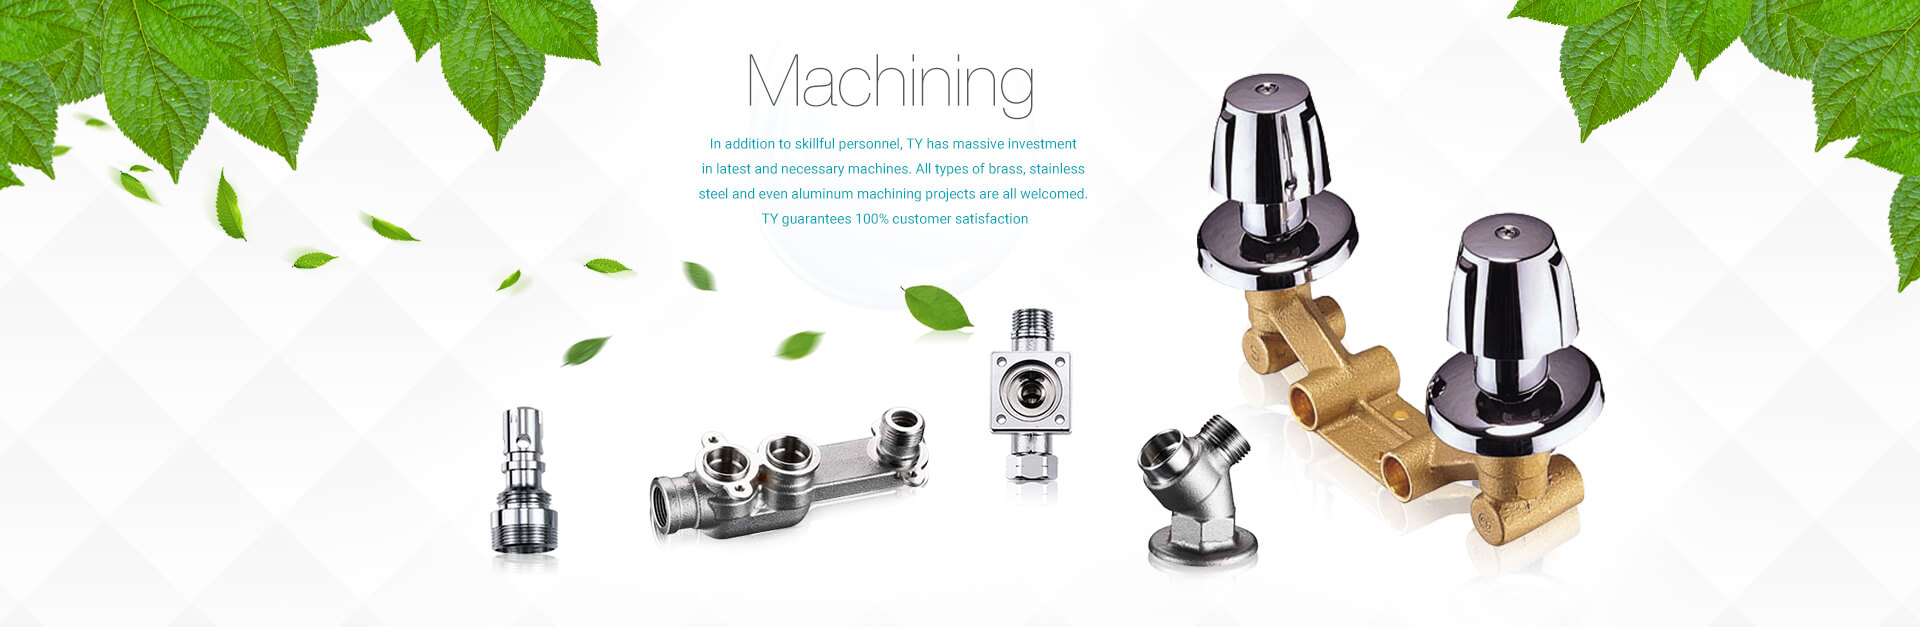 Machining
In addition to skillful personnel, TY has massive investment
in latest and necessary machines. All types of brass, stainless
steel and even aluminum machining projects are all welcomed.
TY guarantees 100% customer satisfaction